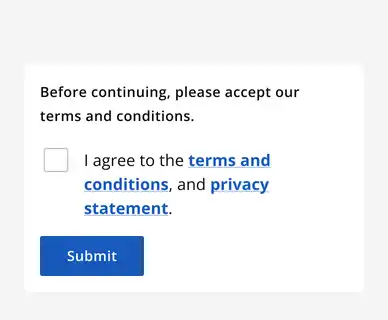 Before continuing, please accept our
terms and conditions.
I agree to the terms and
conditions, and privacy
statement.
Submit